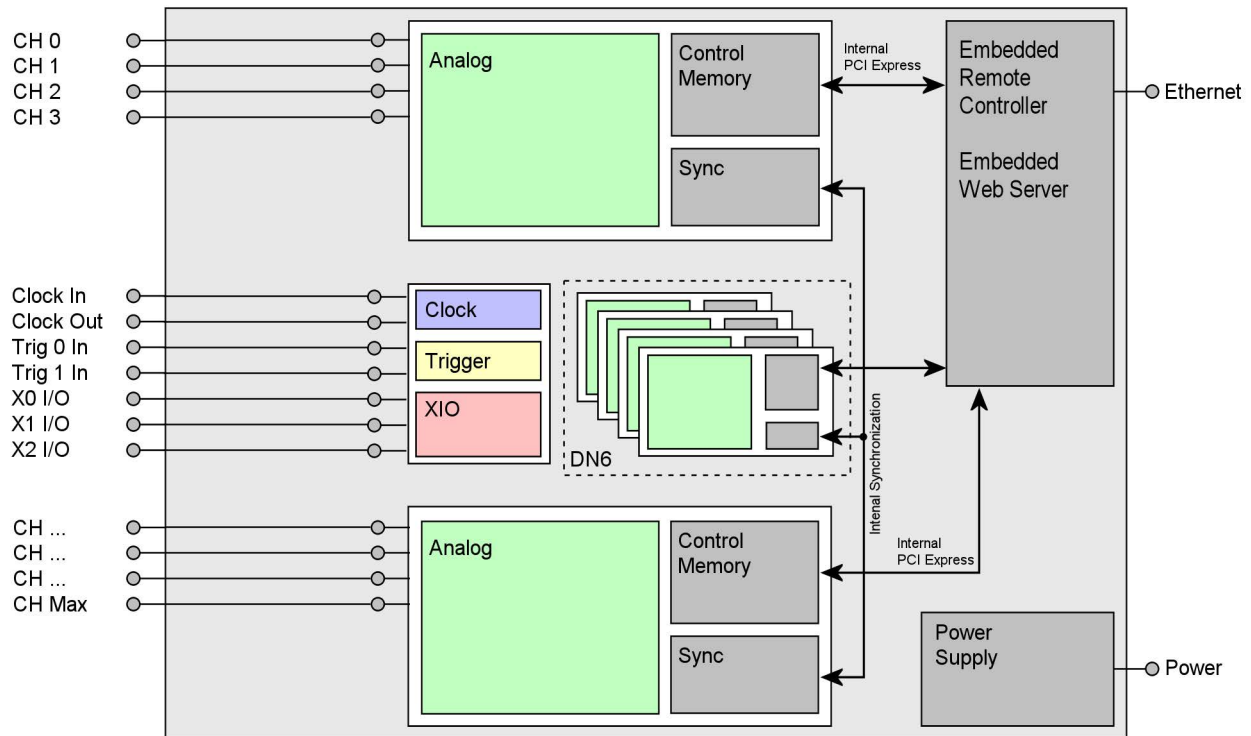 CH 0
CH 1
CH 2
CH 3
Analog
Control
Memory
Sync
Internal
PCI Express
Embedded
Remote
Controller
Embedded
Web Server
Ethernet
Clock In
Clock Out
Trig 0 In
Trig 1 In
X0 I/O
X1 I/O
X2 I/O
Clock
Trigger
XIO
DN6
Intenal Synchronization
CH ...
CH ...
CH ...
CH Max
Analog
Control
Memory
Sync
Internal
PCI Express
Power
Supply
Power